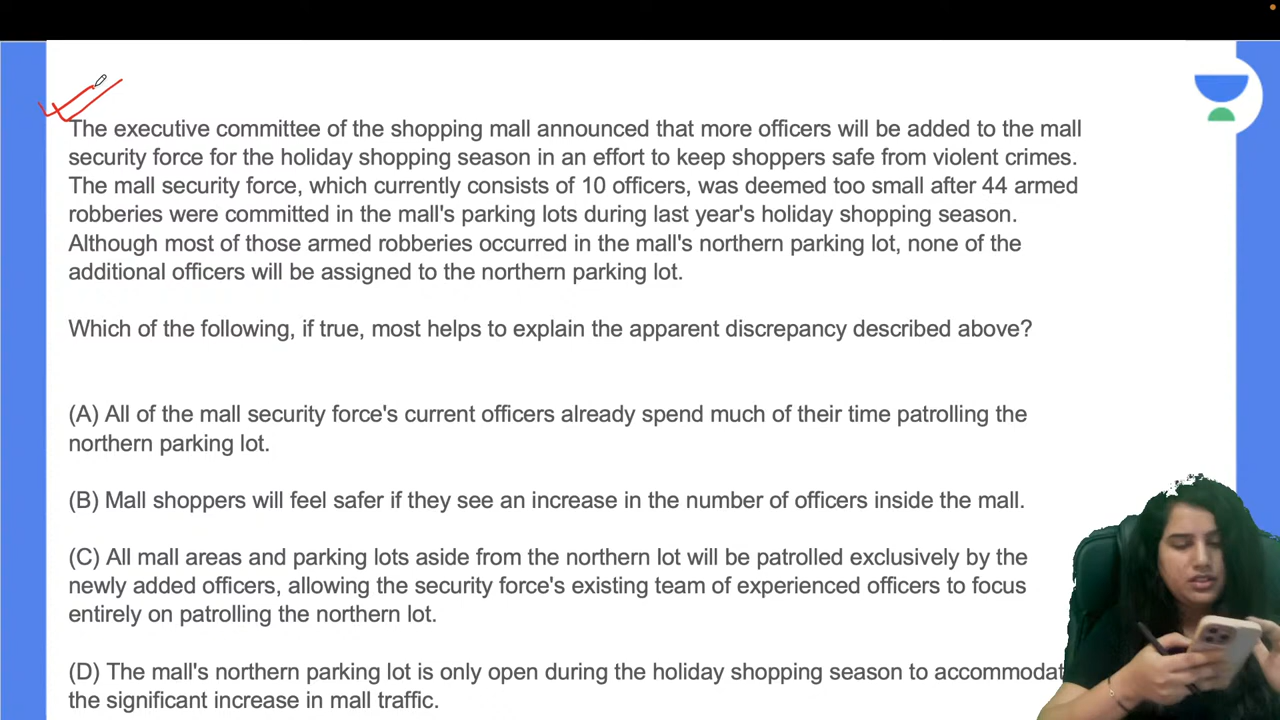 The executive committee of the shopping mall announced that more officers will be added to the mall
security force for the holiday shopping season in an effort to keep shoppers safe from violent crimes.
The mall security force, which currently consists of 10 officers, was deemed too small after 44 armed
robberies were committed in the mall's parking lots during last year's holiday shopping season.
Although most of those armed robberies occurred in the mall's northern parking lot, none of the
additional officers will be assigned to the northern parking lot.
Which of the following, if true, most helps to explain the apparent discrepancy described above?
(A) All of the mall security force's current officers already spend much of their time patrolling the
northern parking lot.
(B) Mall shoppers will feel safer if they see an increase in the number of officers inside the mall.
(C) All mall areas and parking lots aside from the northern lot will be patrolled exclusively by the
newly added officers, allowing the security force's existing team of experienced officers to focus
entirely on patrolling the northern lot.
(D) The mall's northern parking lot is only open during the holiday shopping season to accommodat
the significant increase in mall traffic.